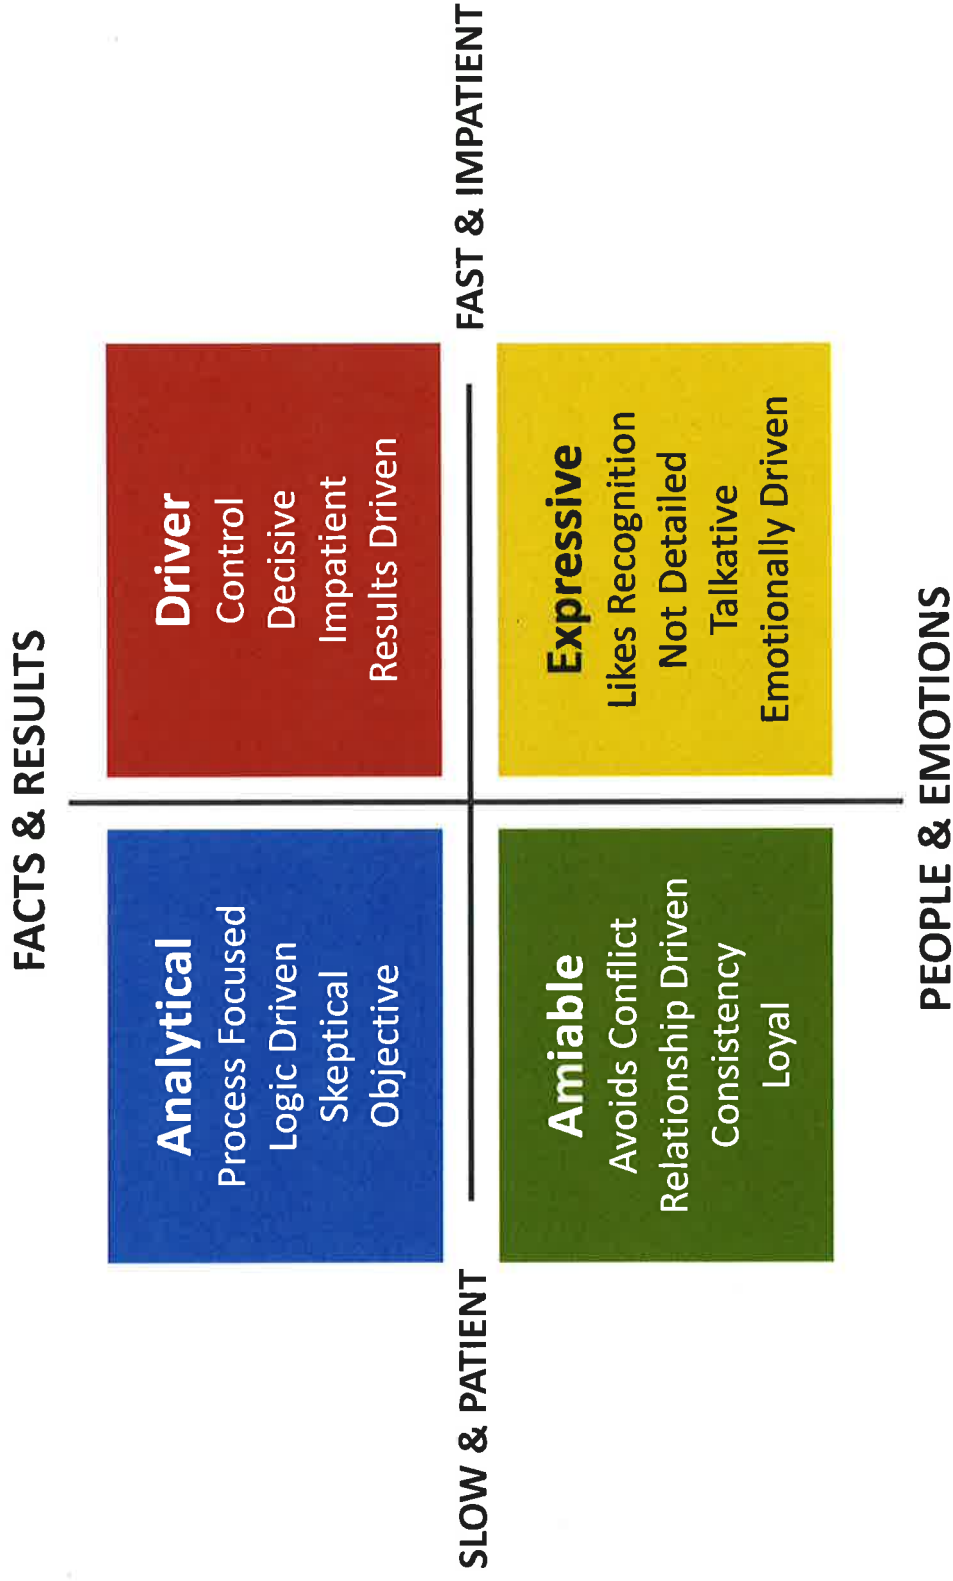 FACTS & RESULTS
Analytical
Process Focused
Logic Driven
Skeptical
Objective
Driver
Control
Decisive
Impatient
Results Driven
SLOW & PATIENT
FAST & IMPATIENT
Amiable
Avoids Conflict
Relationship Driven
Consistency
Loyal
Expressive
Likes Recognition
Not Detailed
Talkative
Emotionally Driven
PEOPLE & EMOTIONS